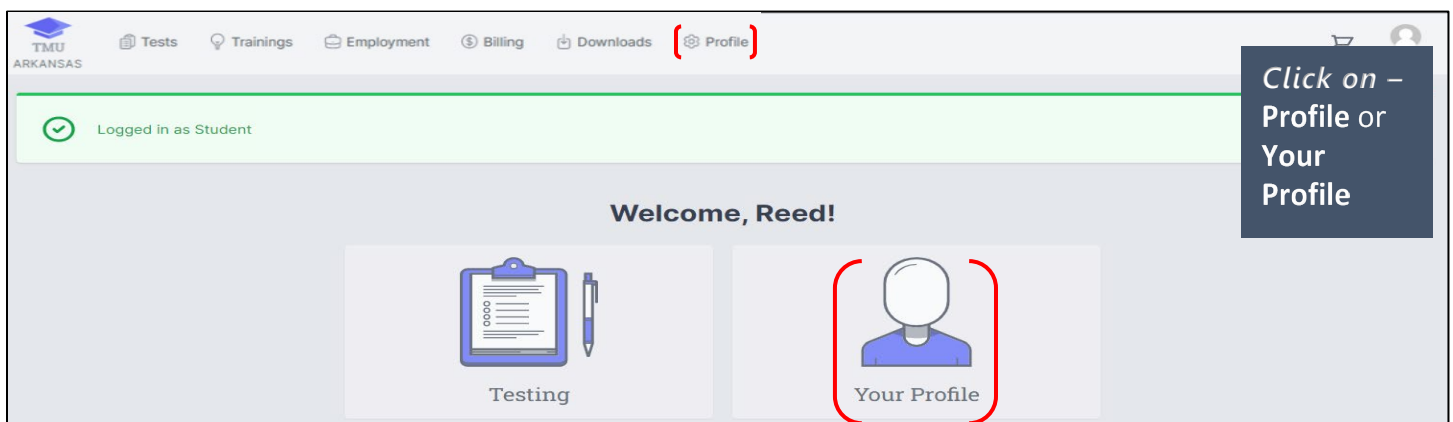 TMU
ARKANSAS
Tests Trainings Employment Billing Downloads Profile
Click on –
Profile or
Your
Profile
Logged in as Student
Welcome, Reed!
Testing
Your Profile